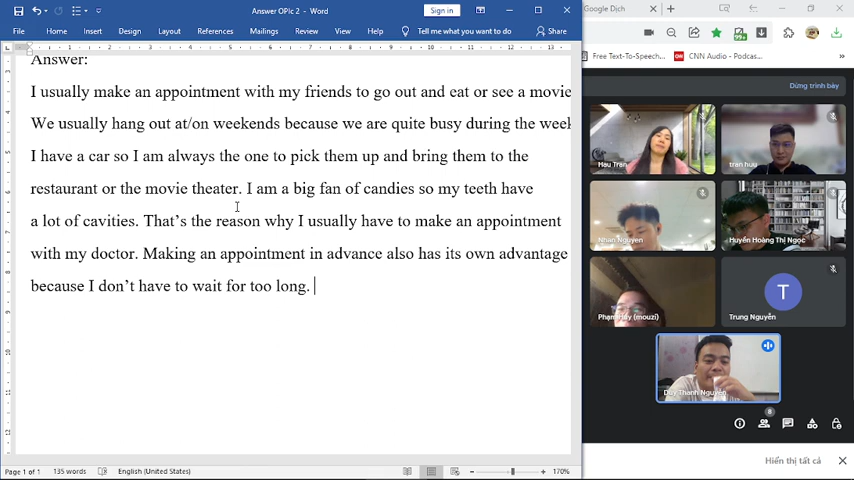 Answer OPic 2 - Word
Sign in
File Home Insert Design Layout References Mailings Review View Help Tell me what you want to do Share
Answer:
I usually make an appointment with my friends to go out and eat or see a movie
We usually hang out at/on weekends because we are quite busy during the week
I have a car so I am always the one to pick them up and bring them to the
restaurant or the movie theater. I am a big fan of candies so my teeth have
a lot of cavities. That's the reason why I usually have to make an appointment
with my doctor. Making an appointment in advance also has its own advantage
because I don't have to wait for too long.
Page 1 of 1 135 words English (United States) 170%
Google Dịch
Free Text-To-Speech... CNN Audio - Podcas...
Dừng trình bày
Hau Tran
tran huu
Nhan Nguyen
Huyền Hoàng Thị Ngọc
Phạm Huy (mouzi)
Trung Nguyễn
T
Duy Thanh Nguyễn
8
Hiển thị tất cả